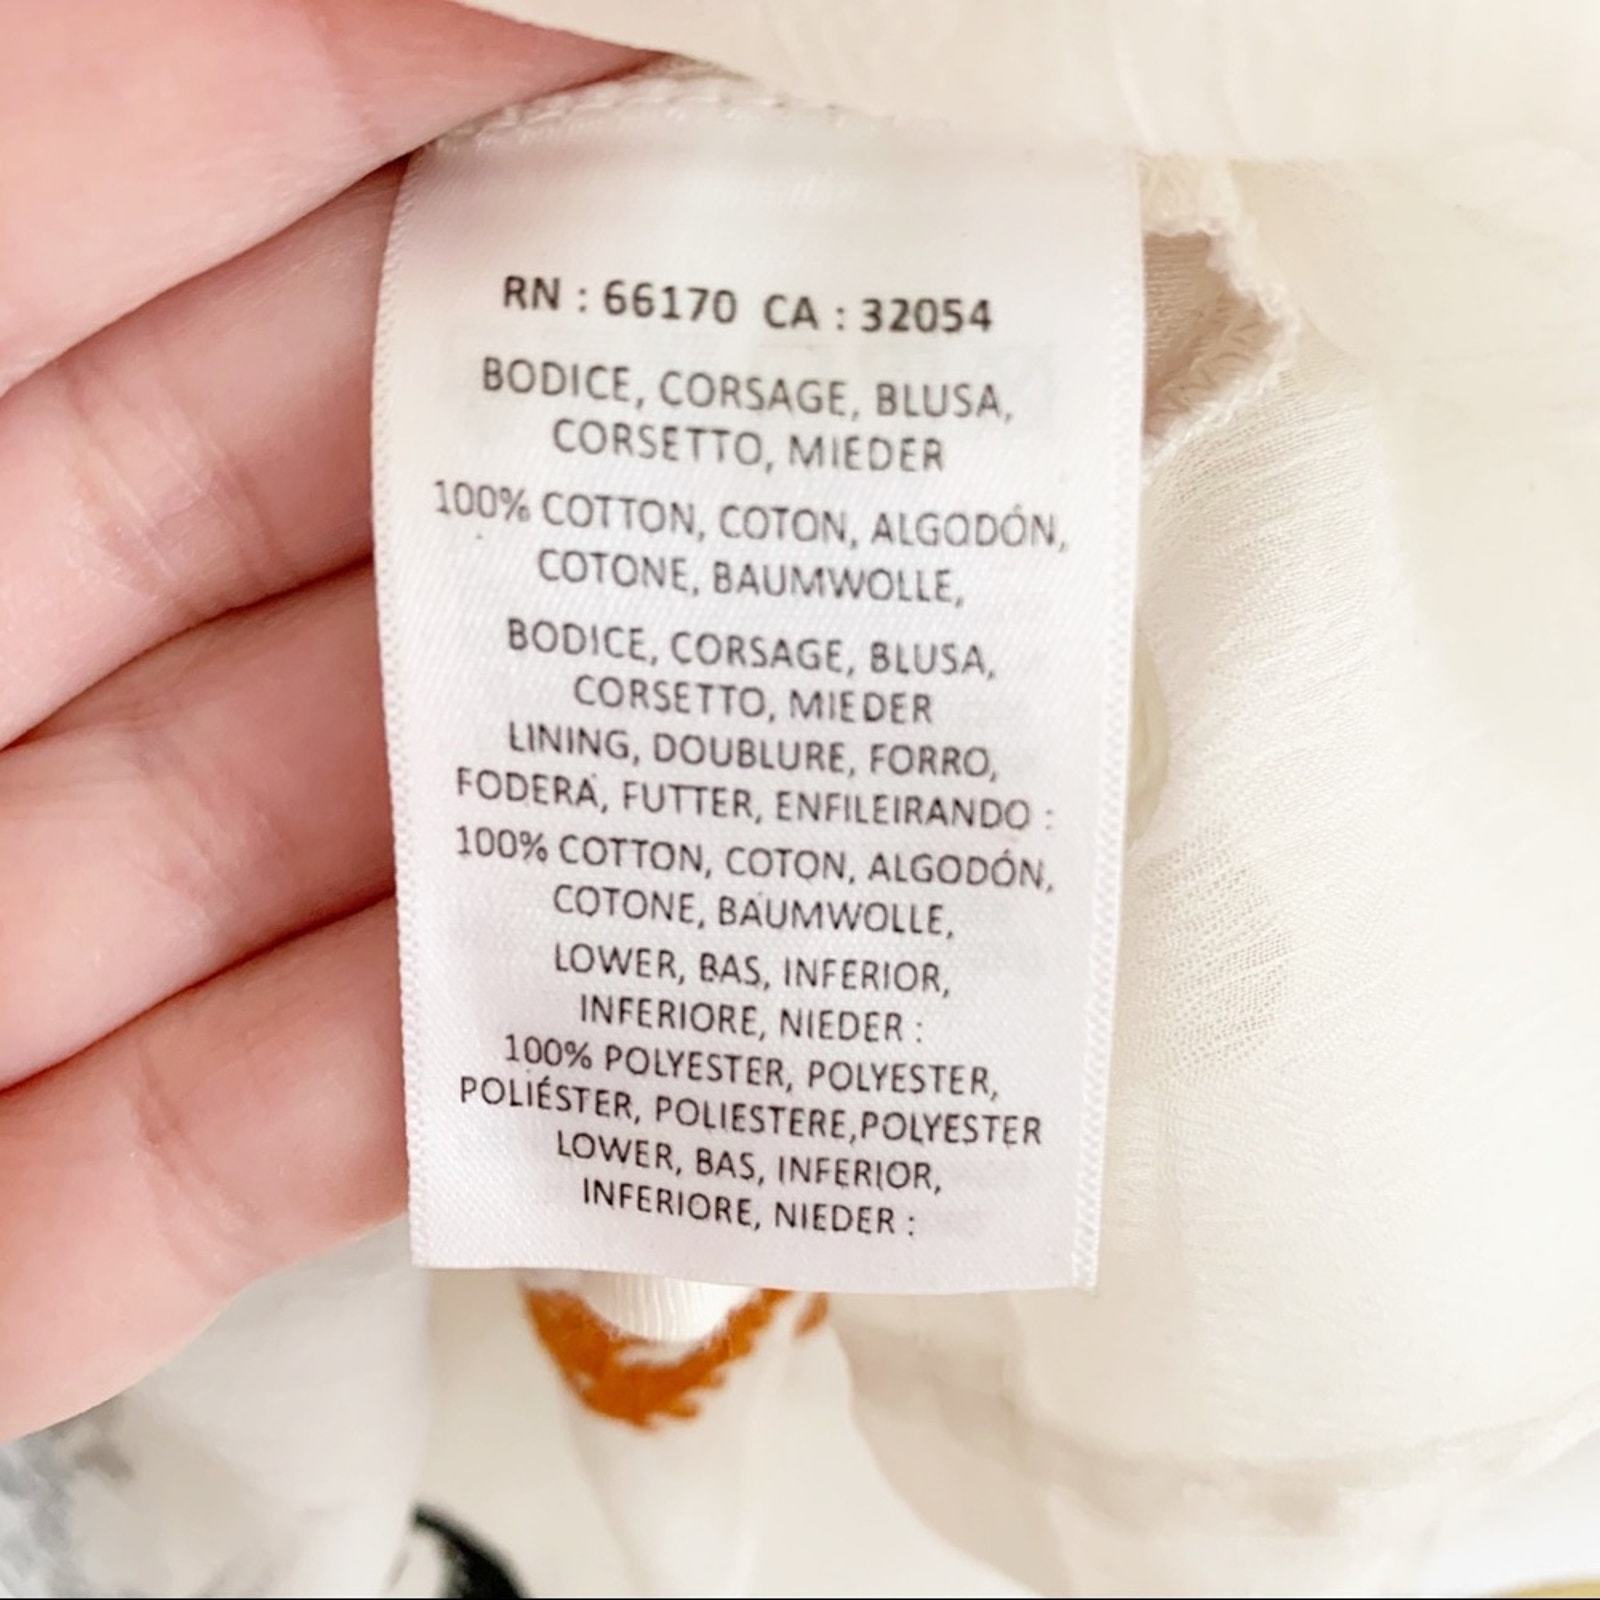 RN : 66170 CA : 32054
BODICE, CORSAGE, BLUSA,
CORSETTO, MIEDER
100% COTTON, COTON, ALGODÓN,
COTONE, BAUMWOLLE,
BODICE, CORSAGE, BLUSA,
CORSETTO, MIEDER
LINING, DOUBLURE, FORRO,
FODERA, FUTTER, ENFILEIRANDO :
100% COTTON, COTON, ALGODÓN,
COTONE, BAUMWOLLE,
LOWER, BAS, INFERIOR,
INFERIORE, NIEDER :
100% POLYESTER, POLYESTER,
POLIÉSTER, POLIESTERE,POLYESTER
LOWER, BAS, INFERIOR,
INFERIORE, NIEDER :